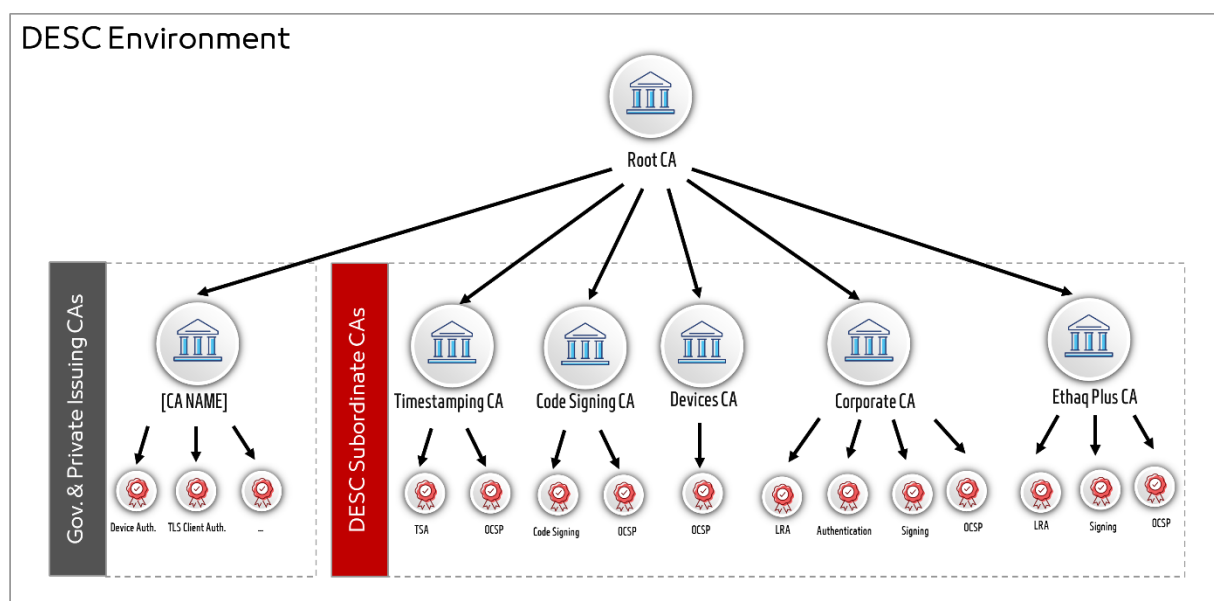 DESC Environment
Root CA
Gov. & Private Issuing CAs
[CA NAME]
Device Auth.
TLS Client Auth.
...
DESC Subordinate CAs
Timestamping CA
Code Signing CA
Devices CA
Corporate CA
Ethaq Plus CA
TSA
OCSP
Code Signing
OCSP
OCSP
LRA
Authentication
Signing
OCSP
LRA
Signing
OCSP